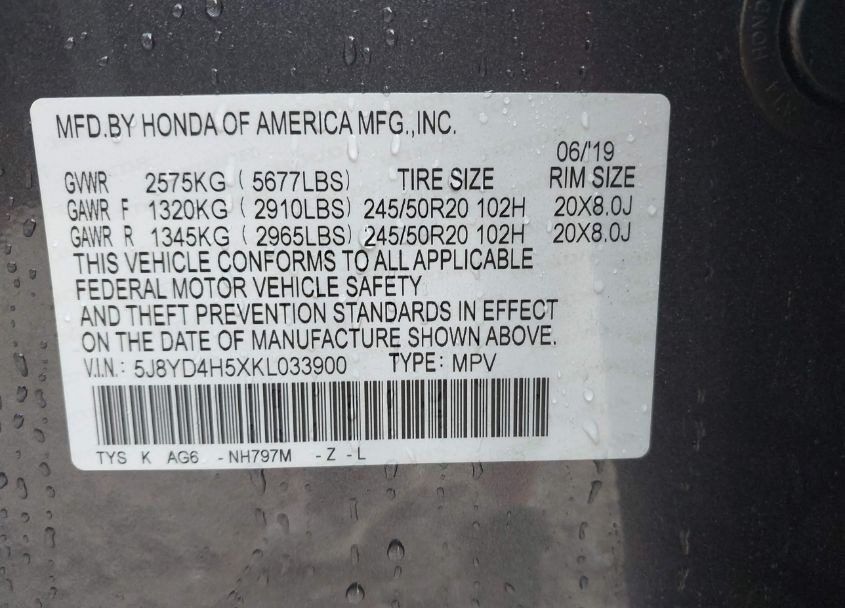 MFD.BY HONDA OF AMERICA MFG.,INC.
06/'19
GVWR 2575KG ( 5677LBS) TIRE SIZE RIM SIZE
GAWR F 1320KG ( 2910LBS) 245/50R20 102H 20X8.0J
GAWR R 1345KG ( 2965LBS) 245/50R20 102H 20X8.0J
THIS VEHICLE CONFORMS TO ALL APPLICABLE
FEDERAL MOTOR VEHICLE SAFETY
AND THEFT PREVENTION STANDARDS IN EFFECT
ON THE DATE OF MANUFACTURE SHOWN ABOVE.
V.I.N.: 5J8YD4H5XKL033900 TYPE: MPV
TYS K AG6 -NH797M -Z -L